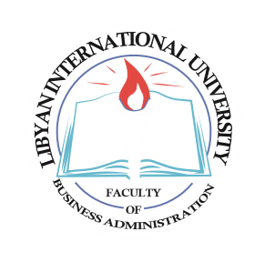 LIBYAN INTERNATIONAL UNIVERSITY
FACULTY
OF
BUSINESS ADMINISTRATION